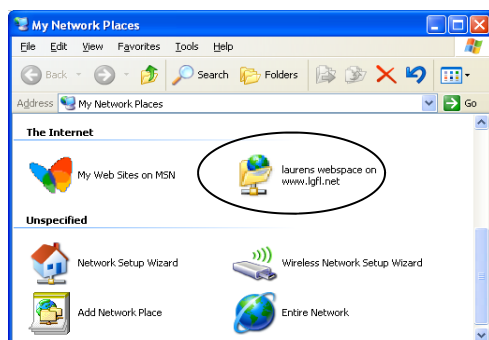 My Network Places
File Edit View Favorites Tools Help
Back Search Folders
Address My Network Places Go
The Internet
My Web Sites on MSN
laurens webspace on
www.lgfl.net
Unspecified
Network Setup Wizard Wireless Network Setup Wizard
Add Network Place Entire Network